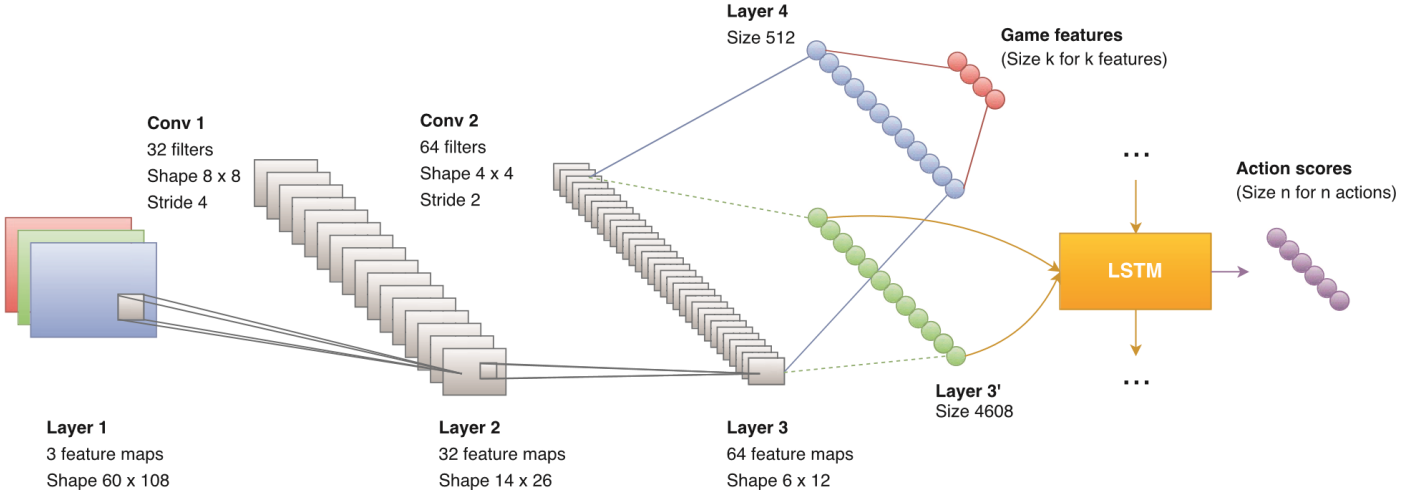 Layer 4
Size 512
Game features
(Size k for k features)
Conv 1
32 filters
Shape 8 x 8
Stride 4
Conv 2
64 filters
Shape 4 x 4
Stride 2
...
Action scores
(Size n for n actions)
LSTM
...
Layer 3'
Size 4608
Layer 1
3 feature maps
Shape 60 x 108
Layer 2
32 feature maps
Shape 14 x 26
Layer 3
64 feature maps
Shape 6 x 12